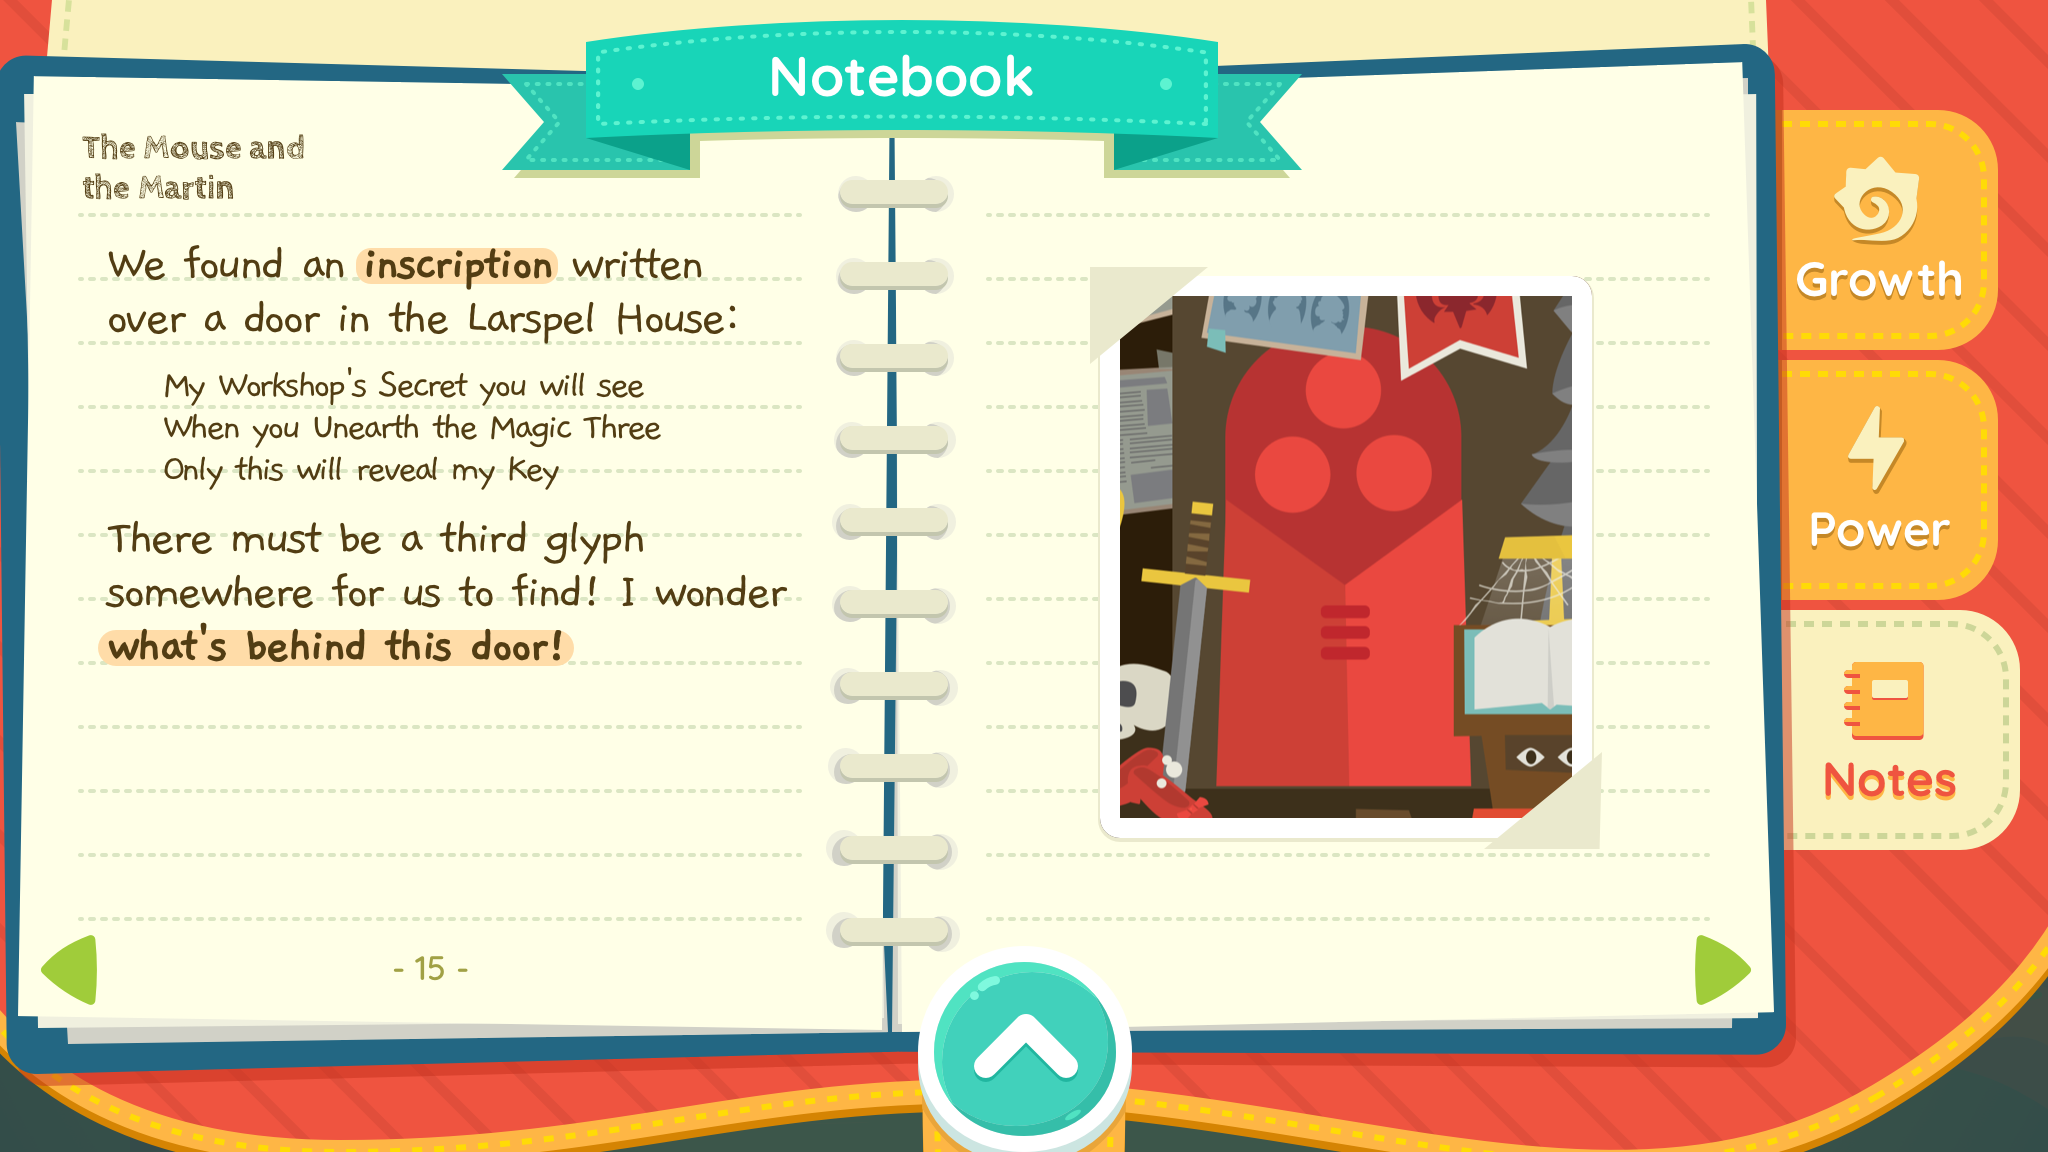 Notebook
The Mouse and
the Martin
We found an inscription written
over a door in the Larspel House:
My Workshop's Secret you will see
When you Unearth the Magic Three
Only this will reveal my Key
There must be a third glyph
somewhere for us to find! I wonder
what's behind this door!
- 15 -
Growth
Power
Notes